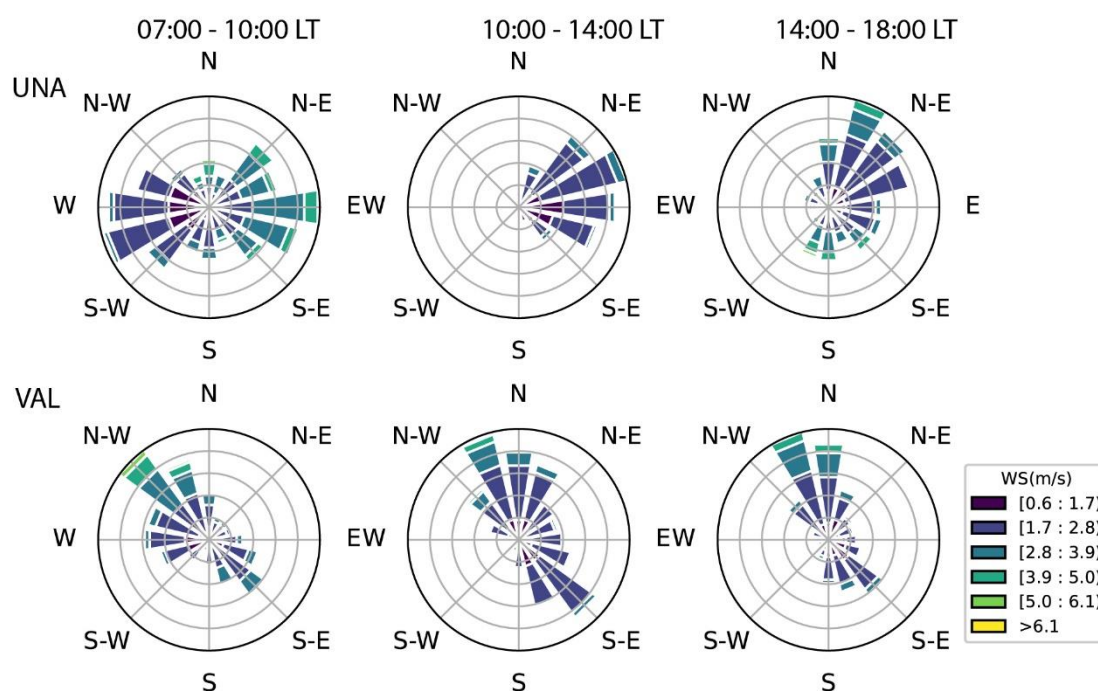 07:00 - 10:00 LT 10:00 - 14:00 LT 14:00 - 18:00 LT
UNA
N N N
N-W N-E N-W N-E N-W N-E
W EW EW E
S-W S-E S-W S-E S-W S-E
S S S
VAL
N N N
N-W N-E N-W N-E N-W N-E
W EW EW
S-W S-E S-W S-E S-W S-E
S S S
WS(m/s)
[0.6 : 1.7)
[1.7 : 2.8)
[2.8 : 3.9)
[3.9 : 5.0)
[5.0 : 6.1)
>6.1